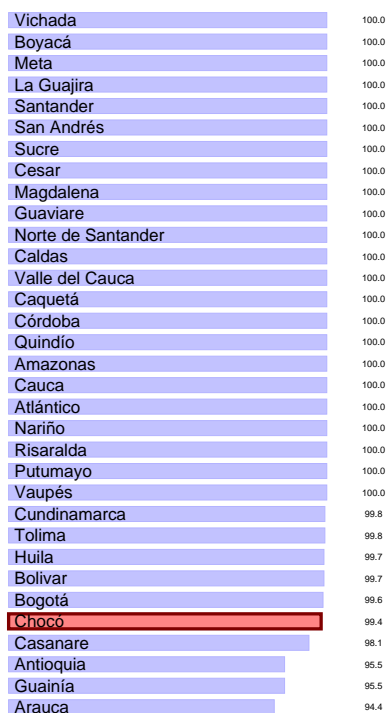 Vichada 100.0
Boyacá 100.0
Meta 100.0
La Guajira 100.0
Santander 100.0
San Andrés 100.0
Sucre 100.0
Cesar 100.0
Magdalena 100.0
Guaviare 100.0
Norte de Santander 100.0
Caldas 100.0
Valle del Cauca 100.0
Caquetá 100.0
Córdoba 100.0
Quindío 100.0
Amazonas 100.0
Cauca 100.0
Atlántico 100.0
Nariño 100.0
Risaralda 100.0
Putumayo 100.0
Vaupés 100.0
Cundinamarca 99.8
Tolima 99.8
Huila 99.7
Bolivar 99.7
Bogotá 99.6
Chocó 99.4
Casanare 98.1
Antioquia 95.5
Guainía 95.5
Arauca 94.4